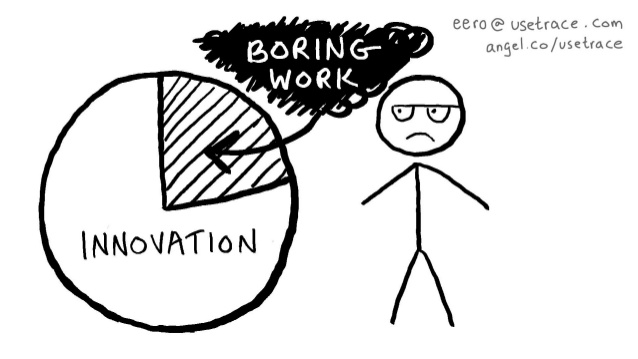 eero@usetrace.com
angel.co/usetrace
BORING
WORK
INNOVATION